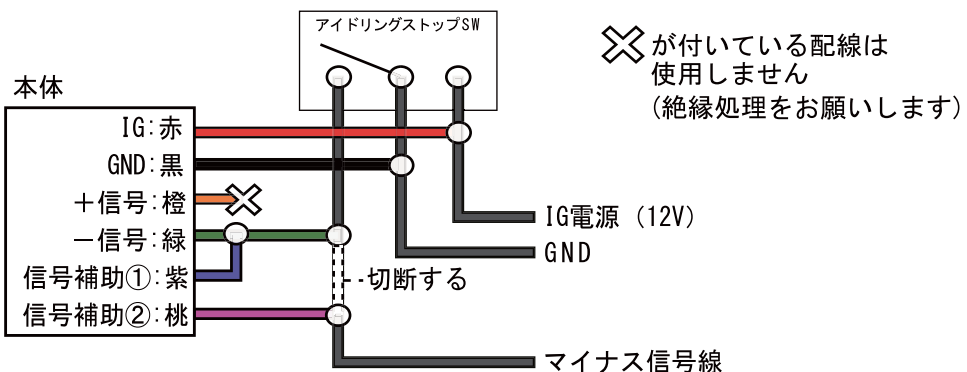 アイドリングストップSW
が付いている配線は
使用しません
(絶縁処理をお願いします)
本体
IG:赤
GND:黒
+信号:橙
−信号:緑
信号補助①:紫
信号補助②:桃
IG電源(12V)
GND
切断する
マイナス信号線